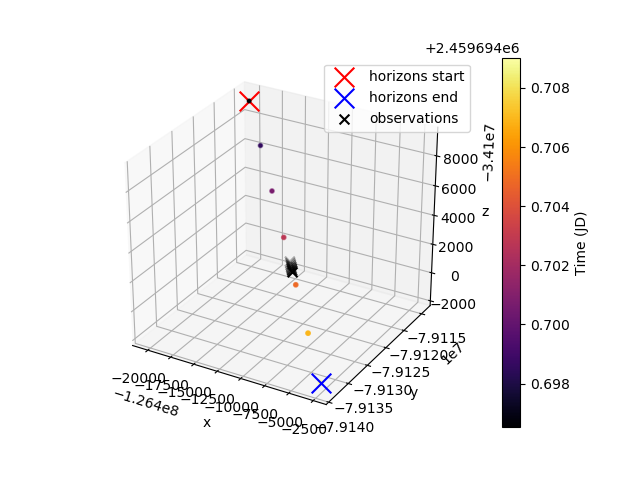 +2.459694e6
horizons start
horizons end
observations
0.708
0.706
0.704
0.702
0.700
0.698
Time (JD)
−3.41e7
8000
6000
4000
2000
0
−2000
z
−7.9115
−7.9120
−7.9125
−7.9130
−7.9135
−7.9140
1e7
y
−20000
−17500
−15000
−12500
−10000
−7500
−5000
−2500
−1.264e8
x